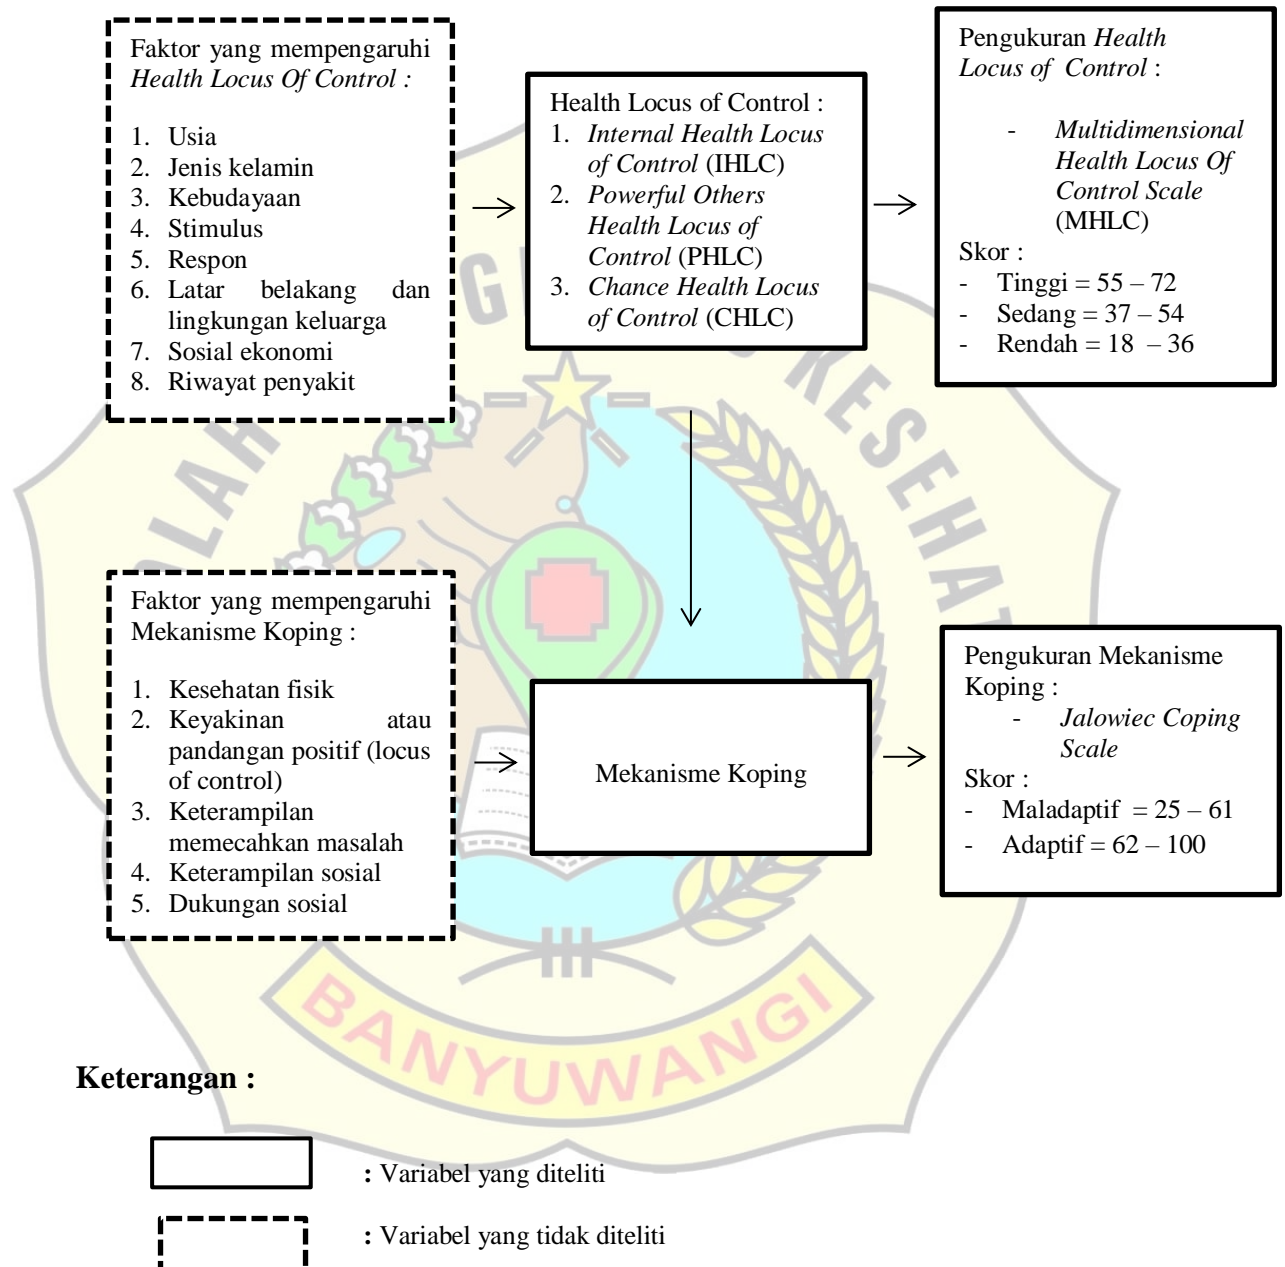 Faktor yang mempengaruhi
Health Locus Of Control :
1. Usia
2. Jenis kelamin
3. Kebudayaan
4. Stimulus
5. Respon
6. Latar belakang dan
lingkungan keluarga
7. Sosial ekonomi
8. Riwayat penyakit
Health Locus of Control :
1. Internal Health Locus
of Control (IHLC)
2. Powerful Others
Health Locus of
Control (PHLC)
3. Chance Health Locus
of Control (CHLC)
Pengukuran Health
Locus of Control :
- Multidimensional
Health Locus Of
Control Scale
(MHLC)
Skor :
- Tinggi = 55 – 72
- Sedang = 37 – 54
- Rendah = 18 – 36
Faktor yang mempengaruhi
Mekanisme Koping :
1. Kesehatan fisik
2. Keyakinan atau
pandangan positif (locus
of control)
3. Keterampilan
memecahkan masalah
4. Keterampilan sosial
5. Dukungan sosial
Mekanisme Koping
Pengukuran Mekanisme
Koping :
- Jalowiec Coping
Scale
Skor :
- Maladaptif = 25 – 61
- Adaptif = 62 – 100
BANYUWANGI
Keterangan :
: Variabel yang diteliti
: Variabel yang tidak diteliti